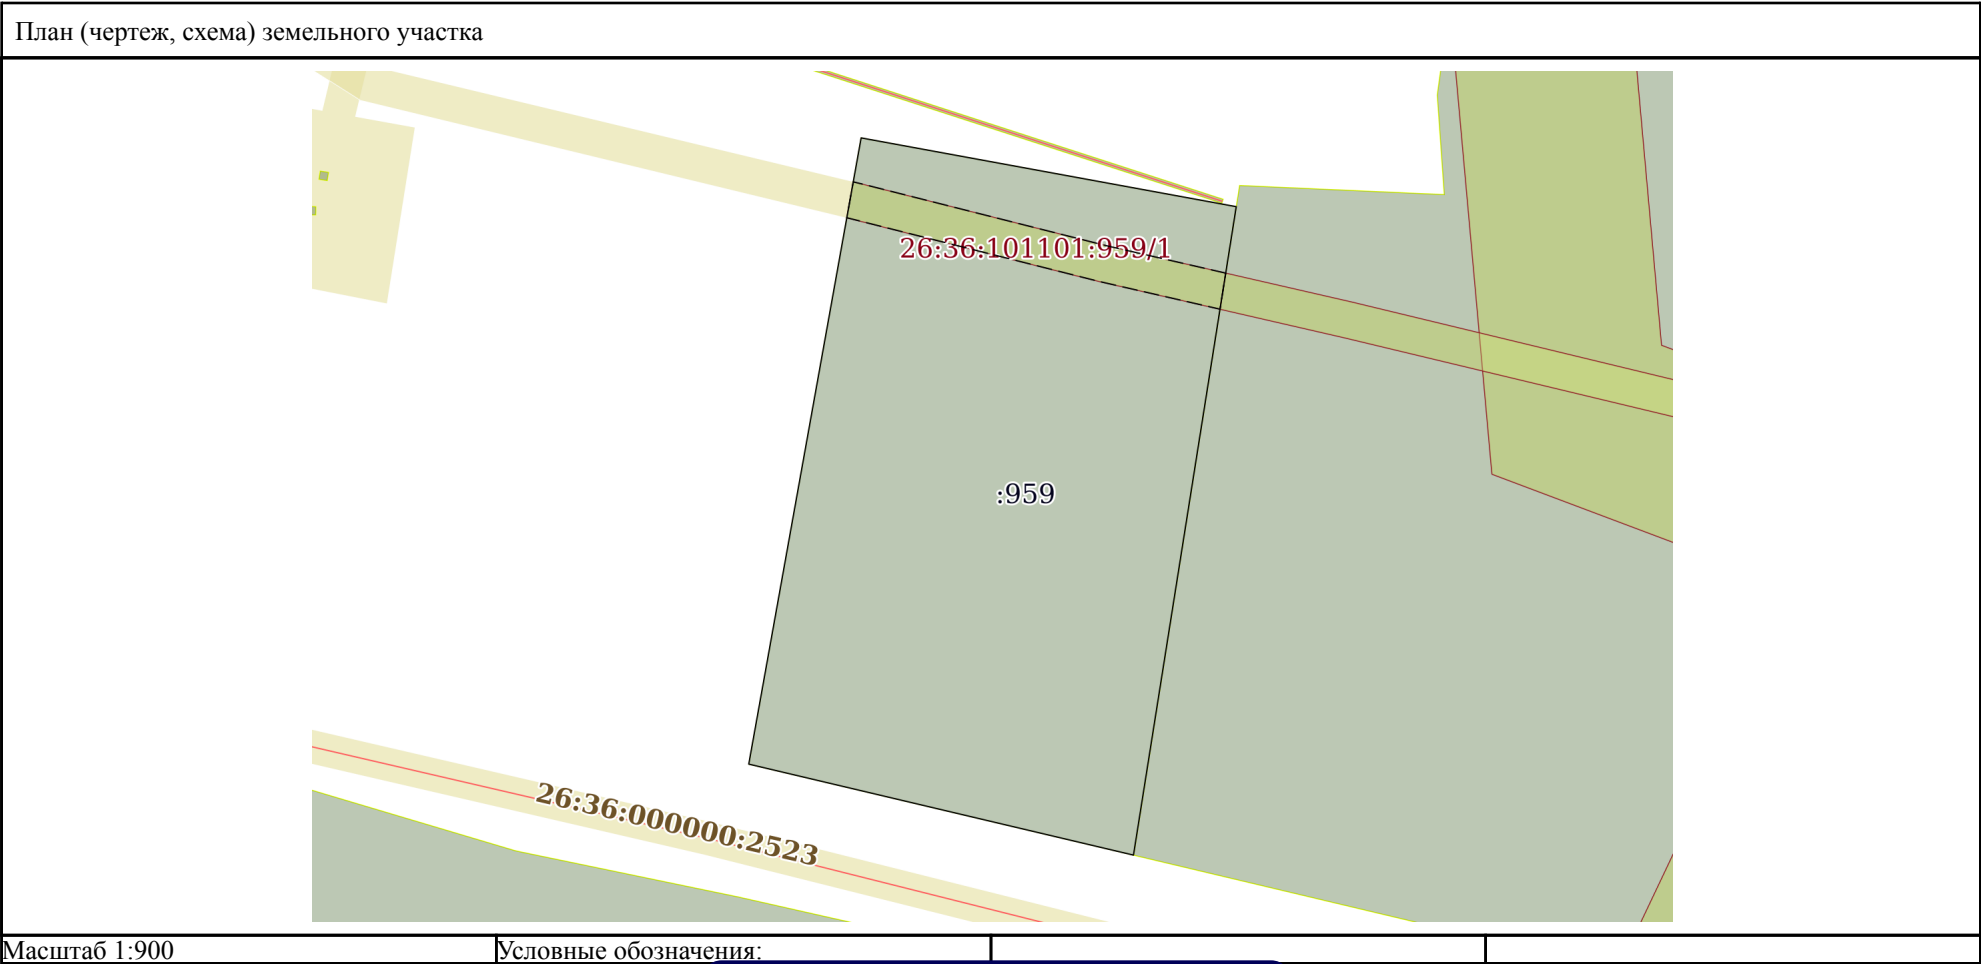 План (чертеж, схема) земельного участка
26:36:101101:959/1
:959
26:36:000000:2523
Масштаб 1:900
Условные обозначения: